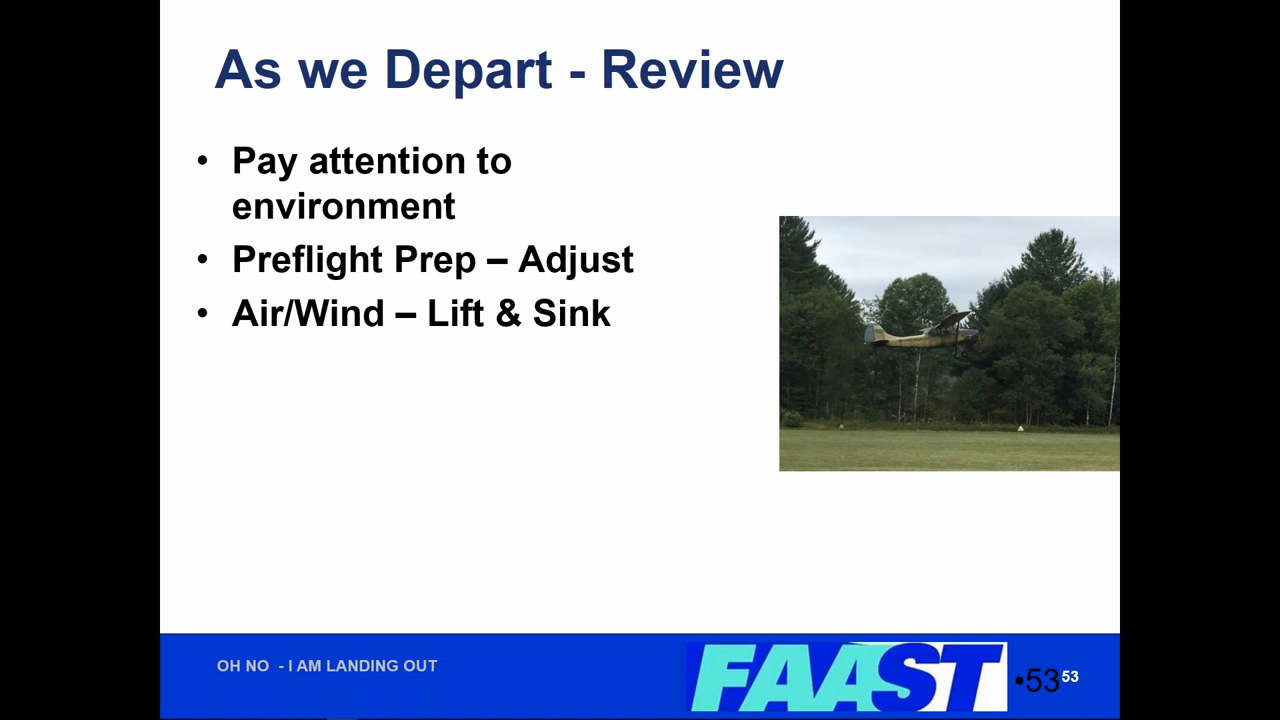 As we Depart - Review
• Pay attention to
environment
• Preflight Prep – Adjust
• Air/Wind – Lift & Sink
OH NO - I AM LANDING OUT
FAAST
•53
53